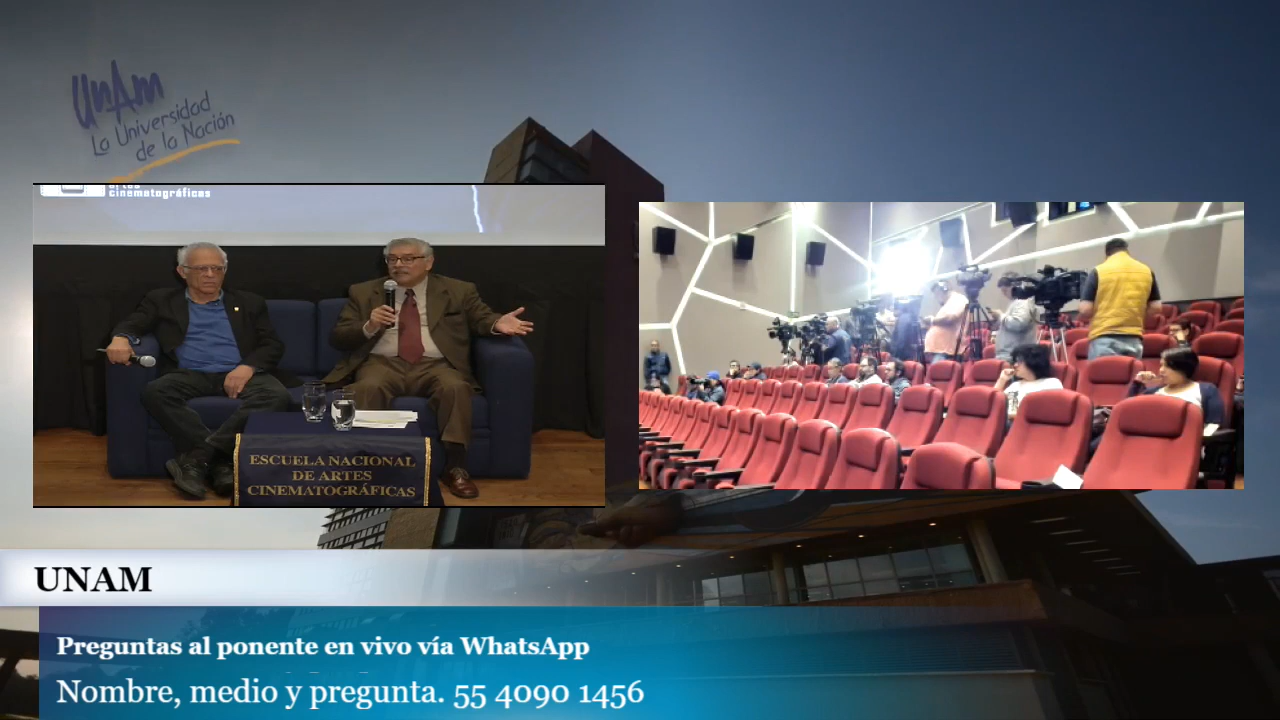 UnAm
La Universidad
de la Nación
artes
cinematográficas
ESCUELA NACIONAL
DE ARTES
CINEMATOGRÁFICAS
UNAM
Preguntas al ponente en vivo vía WhatsApp
Nombre, medio y pregunta. 55 4090 1456